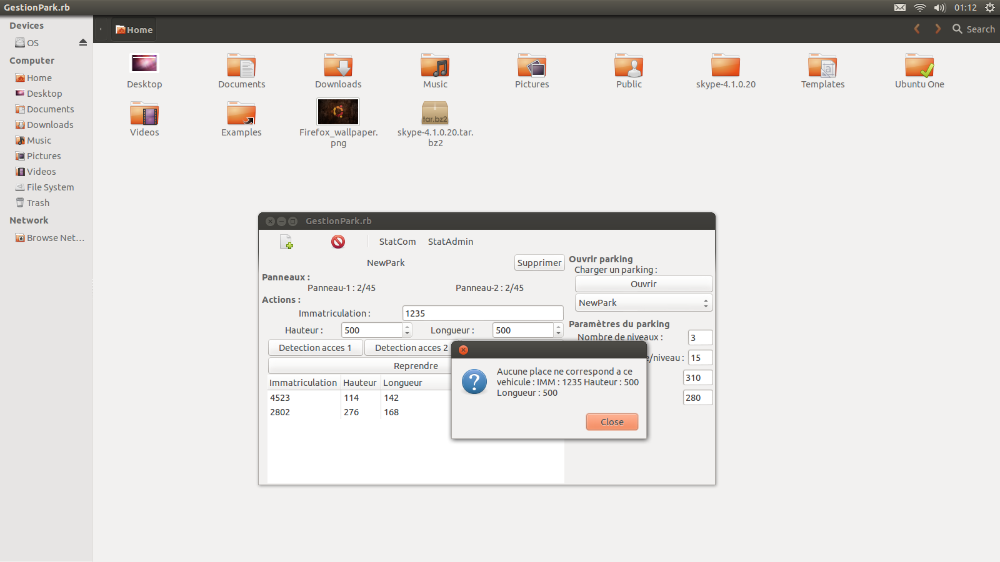 GestionPark.rb
01:12
Devices
OS
Computer
Home
Desktop
Documents
Downloads
Music
Pictures
Videos
File System
Trash
Network
Browse Net...
Home
Search
Desktop
Documents
Downloads
Music
Pictures
Public
skype-4.1.0.20
Templates
Ubuntu One
Videos
Examples
Firefox_wallpaper.
png
tar.bz2
skype-4.1.0.20.tar.
bz2
GestionPark.rb
StatCom StatAdmin
NewPark Supprimer
Panneaux :
Panneau-1 : 2/45 Panneau-2 : 2/45
Actions :
Immatriculation : 1235
Hauteur : 500 Longueur : 500
Detection acces 1 Detection acces 2
Reprendre
Immatriculation Hauteur Longueur
4523 114 142
2802 276 168
Ouvrir parking
Charger un parking :
Ouvrir
NewPark
Paramètres du parking
Nombre de niveaux : 3
e/niveau : 15
310
280
Aucune place ne correspond a ce
vehicule : IMM : 1235 Hauteur : 500
Longueur : 500
Close